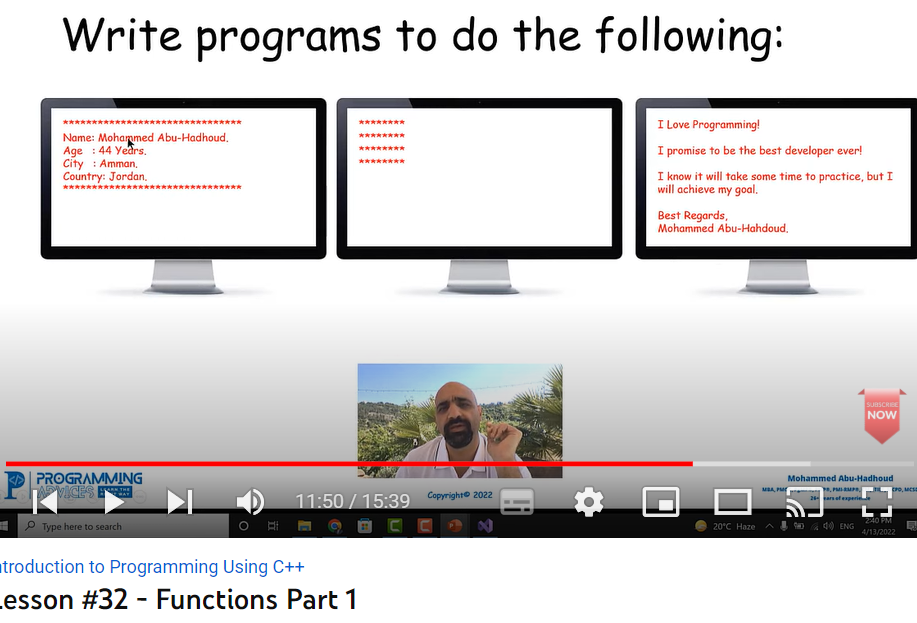 Write programs to do the following:
******************************
Name: Mohammed Abu-Hadhoud.
Age : 44 Years.
City : Amman.
Country: Jordan.
******************************
********
********
********
********
I Love Programming!
I promise to be the best developer ever!
I know it will take some time to practice, but I
will achieve my goal.
Best Regards,
Mohammed Abu-Hahdoud.
SUBSCRIBE
NOW
PROGRAMMING
ADVICES
11:50 / 15:39
Copyright© 2022
Mohammed Abu-Hadhoud
Type here to search
20°C Haze
ENG
2:40 PM
4/13/2022
ntroduction to Programming Using C++
Lesson #32 - Functions Part 1